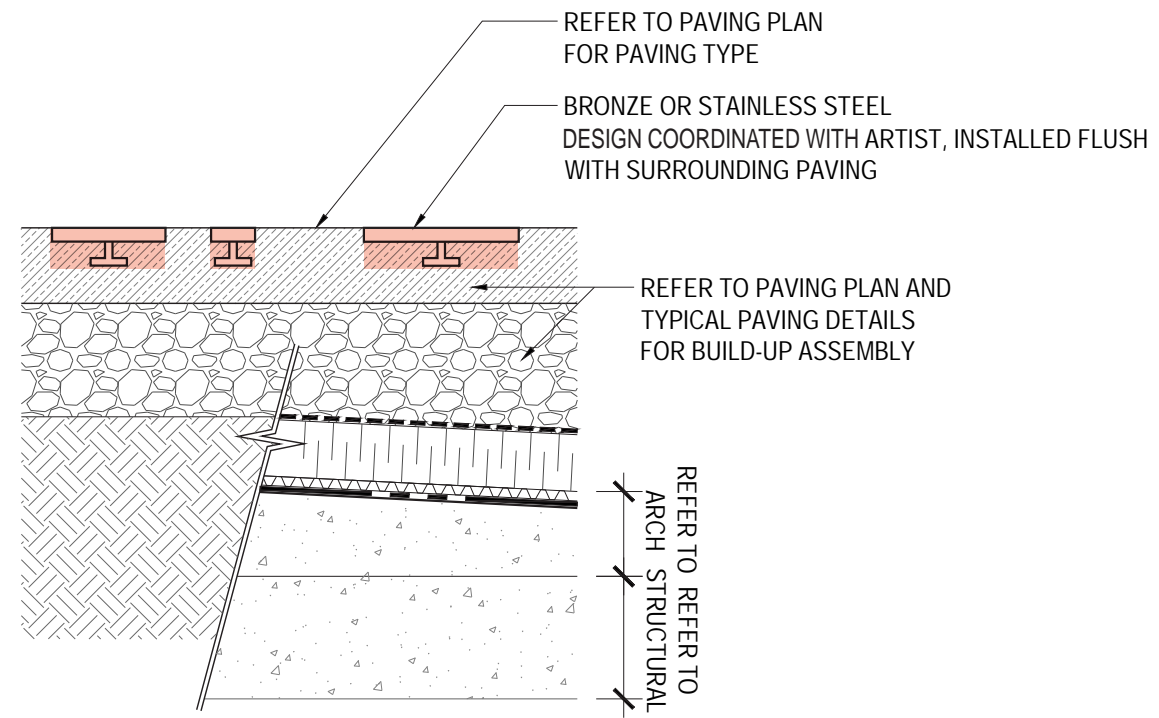 REFER TO PAVING PLAN
FOR PAVING TYPE
BRONZE OR STAINLESS STEEL
DESIGN COORDINATED WITH ARTIST, INSTALLED FLUSH
WITH SURROUNDING PAVING
REFER TO PAVING PLAN AND
TYPICAL PAVING DETAILS
FOR BUILD-UP ASSEMBLY
REFER TO
ARCH
REFER TO
STRUCTURAL